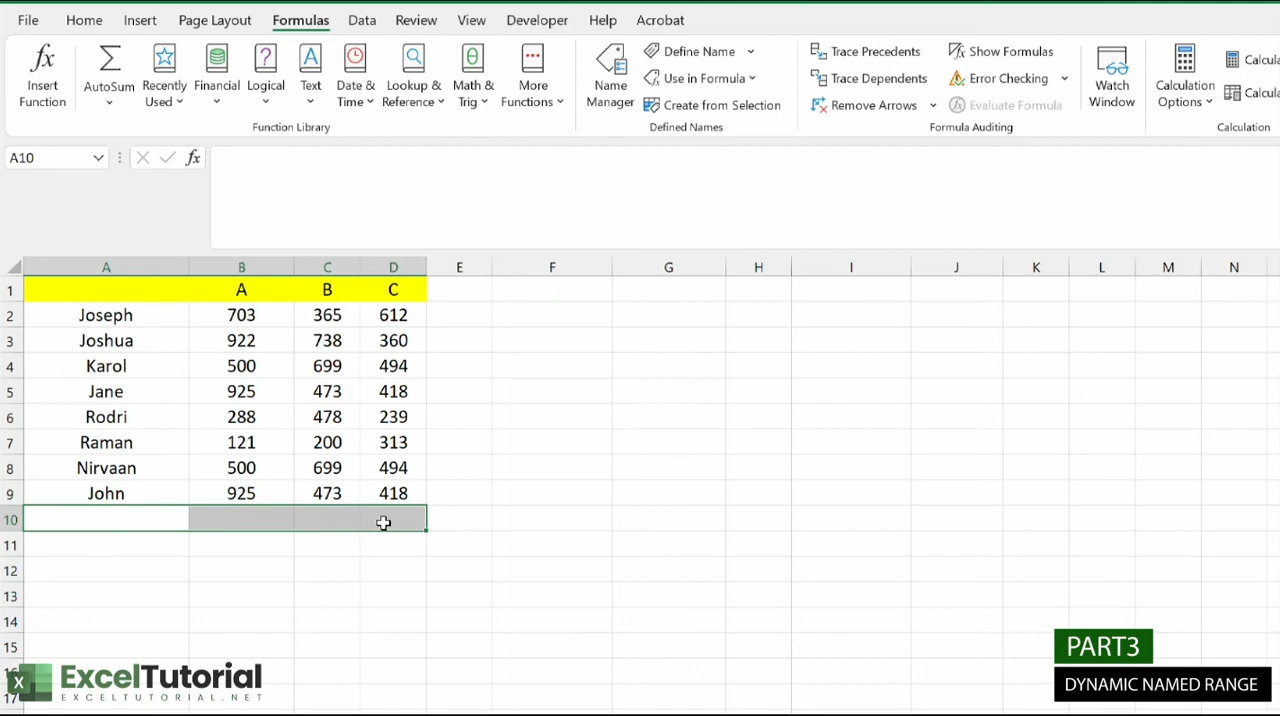 File Home Insert Page Layout Formulas Data Review View Developer Help Acrobat
Insert Function
AutoSum
Recently Used
Financial
Logical
Text
Date & Time
Lookup & Reference
Math & Trig
More Functions
Function Library
Name Manager
Define Name
Use in Formula
Create from Selection
Defined Names
Trace Precedents
Trace Dependents
Remove Arrows
Show Formulas
Error Checking
Evaluate Formula
Formula Auditing
Watch Window
Calculation Options
Calcula
Calcula
Calculation
A10 fx
A B C D E F G H I J K L M N
1 A B C
2 Joseph 703 365 612
3 Joshua 922 738 360
4 Karol 500 699 494
5 Jane 925 473 418
6 Rodri 288 478 239
7 Raman 121 200 313
8 Nirvaan 500 699 494
9 John 925 473 418
10
11
12
13
14
15
17
X ExcelTutorial
EXCELTUTORIAL.NET
PART3
DYNAMIC NAMED RANGE